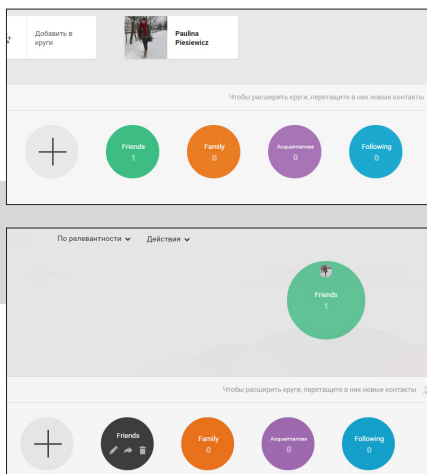 Добавить в
круги
Paulina
Piesiewicz
Чтобы расширить круги, перетащите в них новые контакты
Friends
1
Family
0
Acquaintances
0
Following
0
По релевантности Действия
Friends
1
Чтобы расширить круги, перетащите в них новые контакты
Friends
Family
0
Acquaintances
0
Following
0